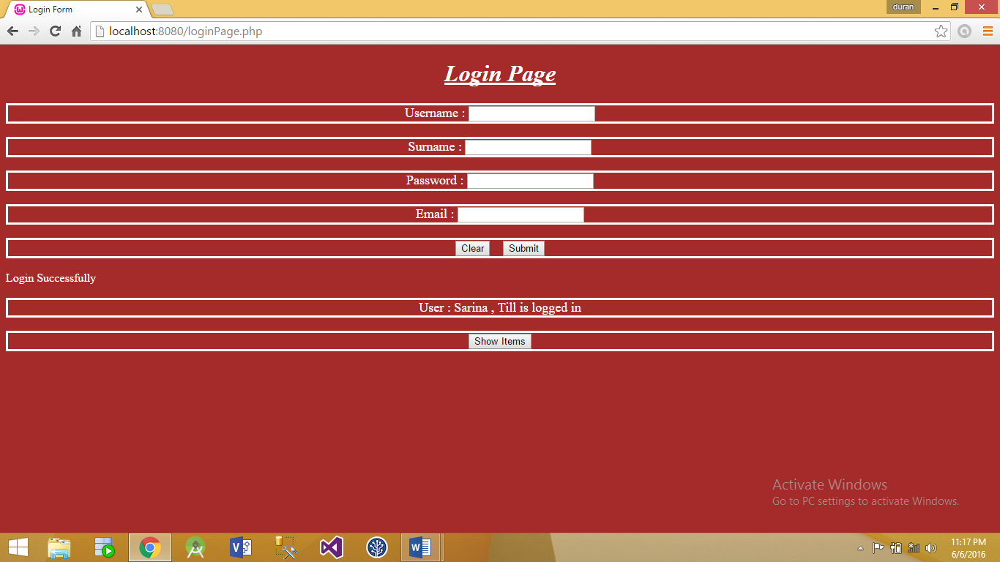 Login Form
duran
localhost:8080/loginPage.php
Login Page
Username :
Surname :
Password :
Email :
Clear Submit
Login Successfully
User : Sarina , Till is logged in
Show Items
Activate Windows
Go to PC settings to activate Windows.
11:17 PM
6/6/2016